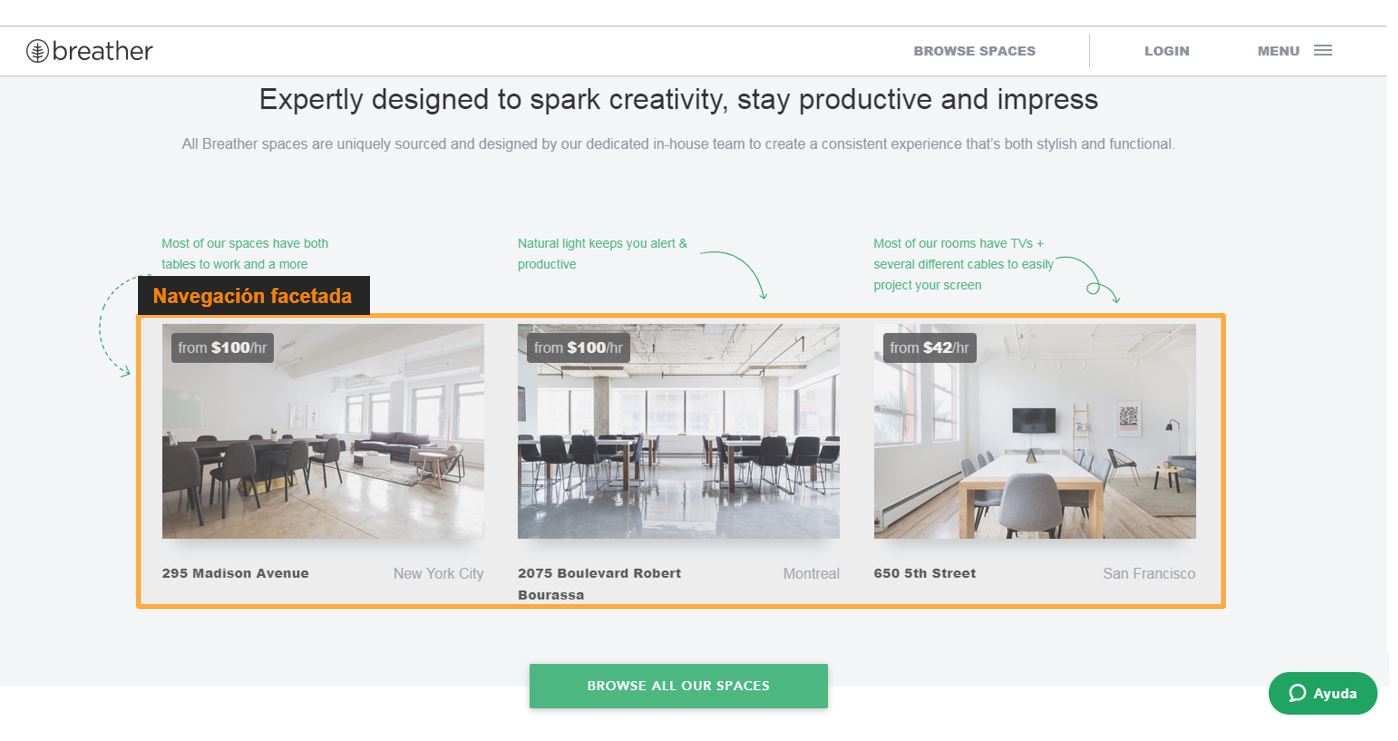 breather
BROWSE SPACES
LOGIN
MENU
Expertly designed to spark creativity, stay productive and impress
All Breather spaces are uniquely sourced and designed by our dedicated in-house team to create a consistent experience that's both stylish and functional.
Most of our spaces have both
tables to work and a more
Natural light keeps you alert &
productive
Most of our rooms have TVs +
several different cables to easily
project your screen
Navegación facetada
from $100/hr
from $100/hr
from $42/hr
295 Madison Avenue
New York City
2075 Boulevard Robert
Bourassa
Montreal
650 5th Street
San Francisco
BROWSE ALL OUR SPACES
Ayuda